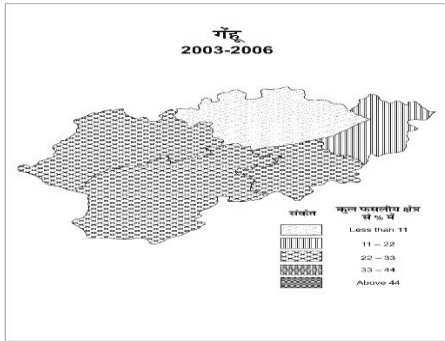 गेंहू
2003-2006
संकेत
कुल फसलीय क्षेत्र
से % में
Less than 11
11 – 22
22 – 33
33 – 44
Above 44